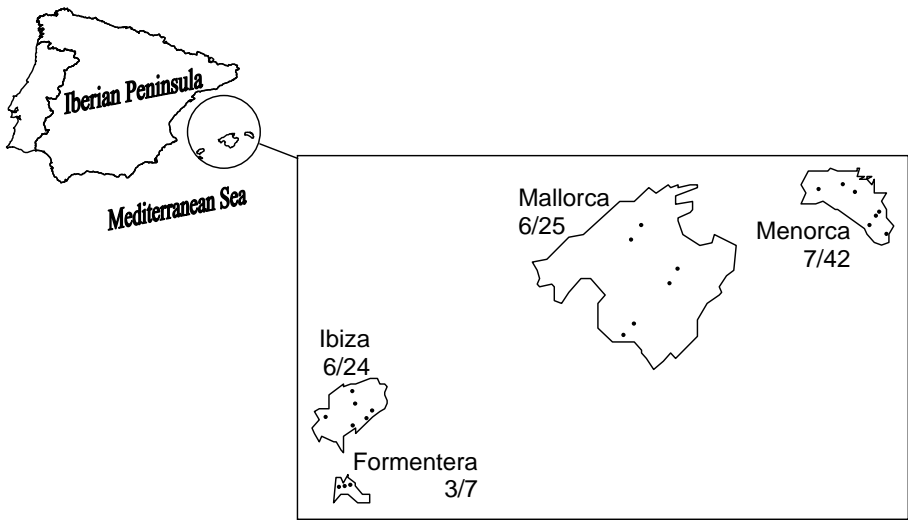 Iberian Peninsula
Mediterranean Sea
Mallorca
6/25
Menorca
7/42
Ibiza
6/24
Formentera
3/7